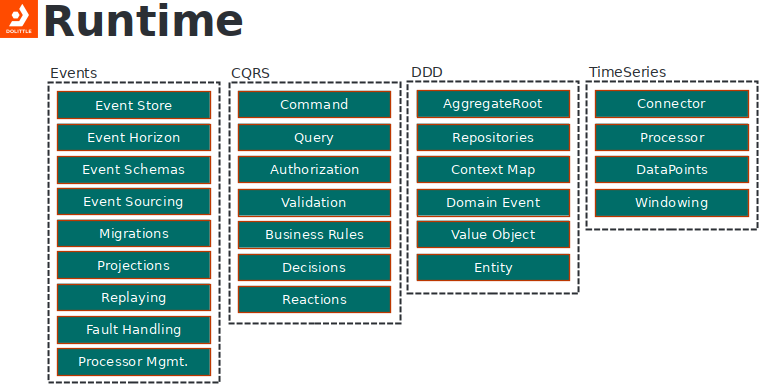 DOLITTLE
Runtime
Events
Event Store
Event Horizon
Event Schemas
Event Sourcing
Migrations
Projections
Replaying
Fault Handling
Processor Mgmt.
CQRS
Command
Query
Authorization
Validation
Business Rules
Decisions
Reactions
DDD
AggregateRoot
Repositories
Context Map
Domain Event
Value Object
Entity
TimeSeries
Connector
Processor
DataPoints
Windowing